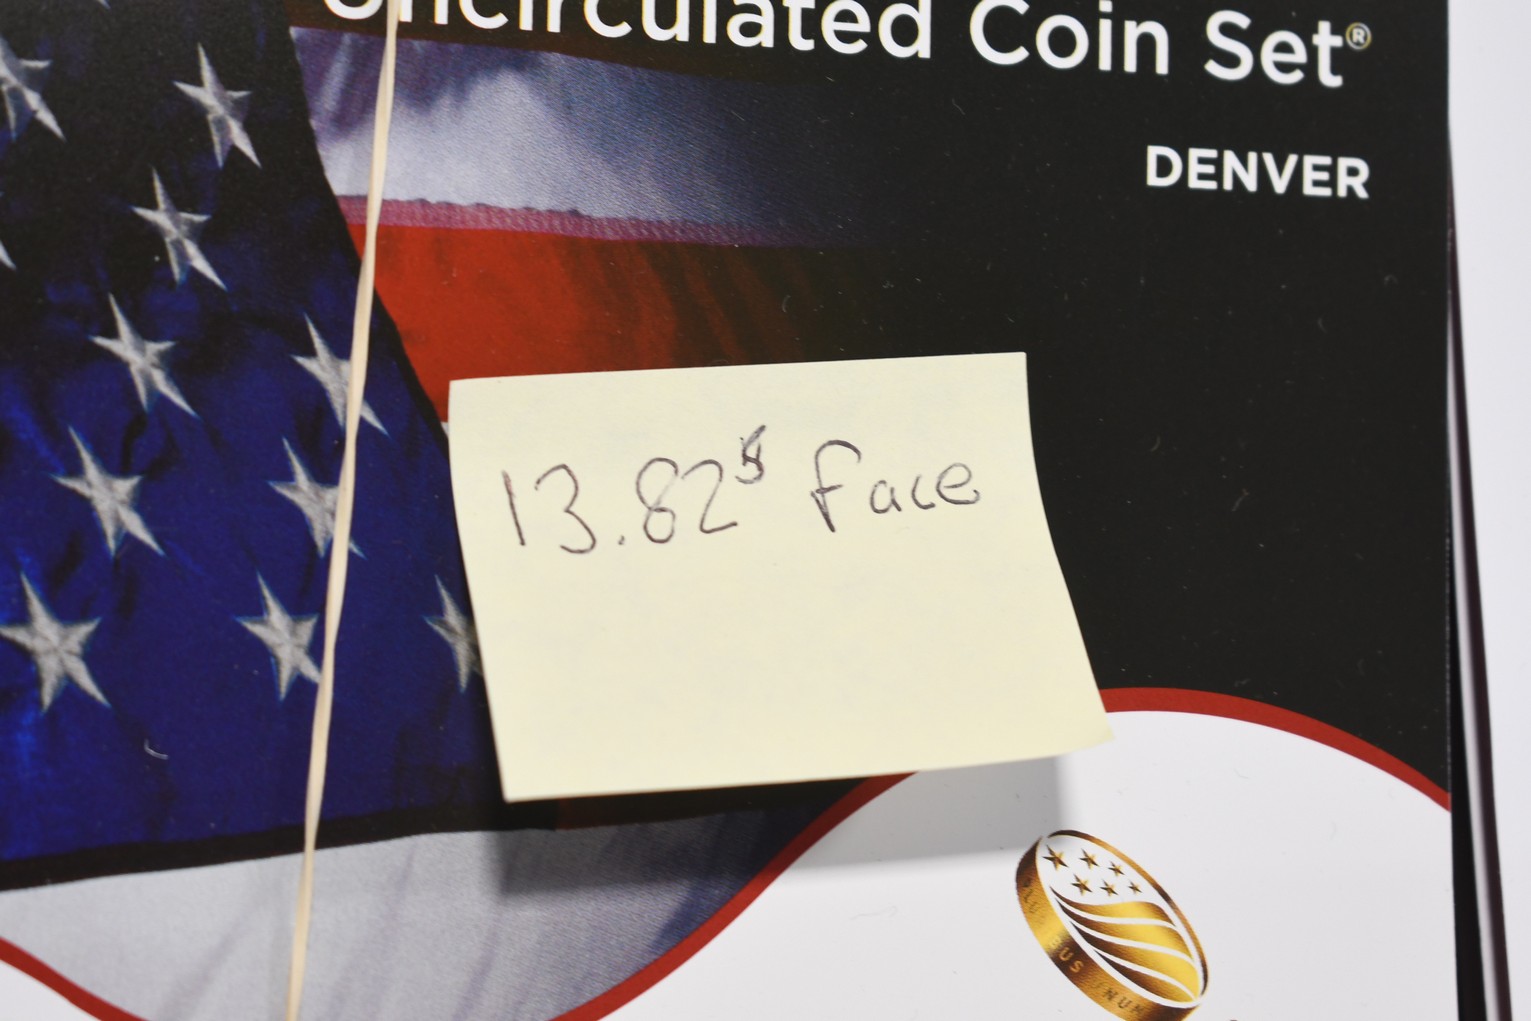 Uncirculated Coin Set®
DENVER
13.82 Face